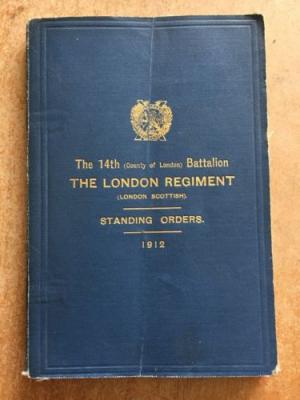 The 14th (County of London) Battalion
THE LONDON REGIMENT
(LONDON SCOTTISH).
STANDING ORDERS.
1912